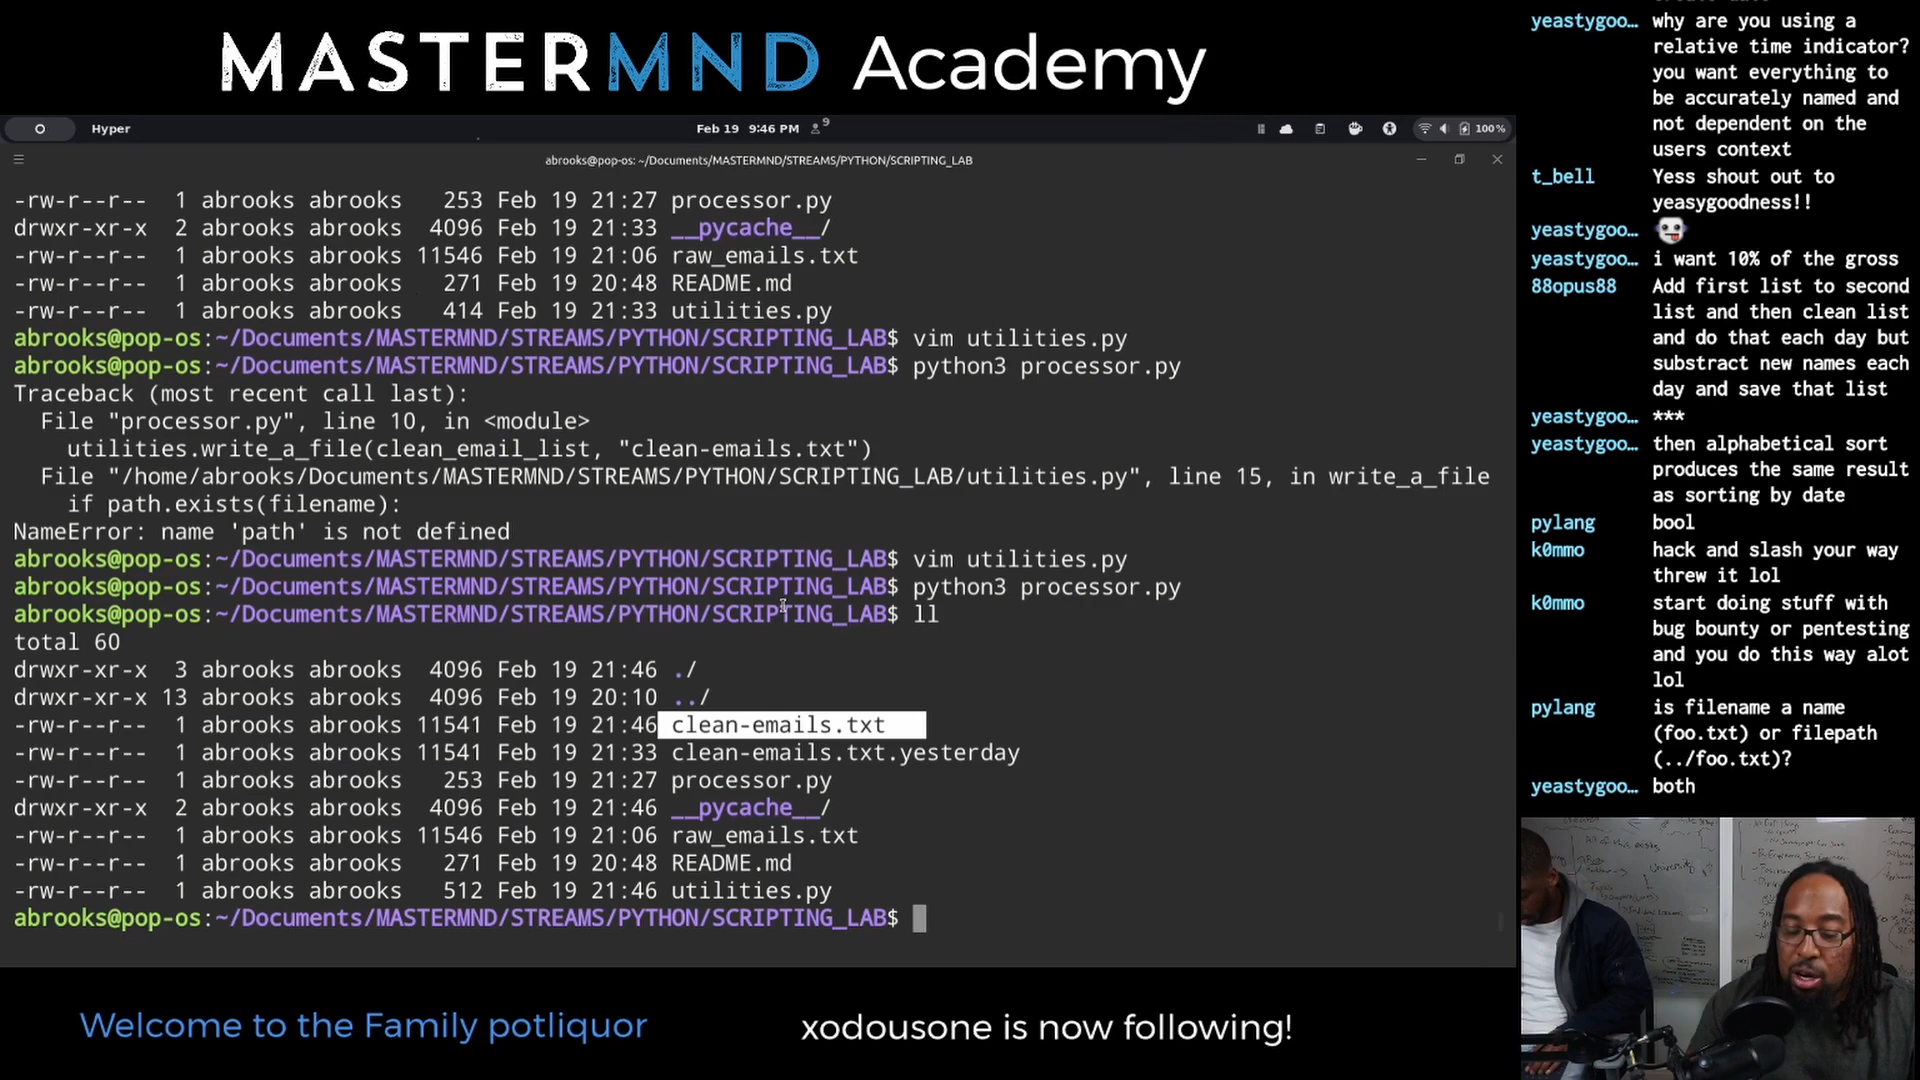 MASTERMND Academy
Hyper
Feb 19 9:46 PM
9
100%
abrooks@pop-os: ~/Documents/MASTERMND/STREAMS/PYTHON/SCRIPTING_LAB
-rw-r--r-- 1 abrooks abrooks 253 Feb 19 21:27 processor.py
drwxr-xr-x 2 abrooks abrooks 4096 Feb 19 21:33 __pycache__/
-rw-r--r-- 1 abrooks abrooks 11546 Feb 19 21:06 raw_emails.txt
-rw-r--r-- 1 abrooks abrooks 271 Feb 19 20:48 README.md
-rw-r--r-- 1 abrooks abrooks 414 Feb 19 21:33 utilities.py
abrooks@pop-os:~/Documents/MASTERMND/STREAMS/PYTHON/SCRIPTING_LAB$ vim utilities.py
abrooks@pop-os:~/Documents/MASTERMND/STREAMS/PYTHON/SCRIPTING_LAB$ python3 processor.py
Traceback (most recent call last):
File "processor.py", line 10, in <module>
utilities.write_a_file(clean_email_list, "clean-emails.txt")
File "/home/abrooks/Documents/MASTERMND/STREAMS/PYTHON/SCRIPTING_LAB/utilities.py", line 15, in write_a_file
if path.exists(filename):
NameError: name 'path' is not defined
abrooks@pop-os:~/Documents/MASTERMND/STREAMS/PYTHON/SCRIPTING_LAB$ vim utilities.py
abrooks@pop-os:~/Documents/MASTERMND/STREAMS/PYTHON/SCRIPTING_LAB$ python3 processor.py
abrooks@pop-os:~/Documents/MASTERMND/STREAMS/PYTHON/SCRIPTING_LAB$ ll
total 60
drwxr-xr-x 3 abrooks abrooks 4096 Feb 19 21:46 ./
drwxr-xr-x 13 abrooks abrooks 4096 Feb 19 20:10 ../
-rw-r--r-- 1 abrooks abrooks 11541 Feb 19 21:46 clean-emails.txt
-rw-r--r-- 1 abrooks abrooks 11541 Feb 19 21:33 clean-emails.txt.yesterday
-rw-r--r-- 1 abrooks abrooks 253 Feb 19 21:27 processor.py
drwxr-xr-x 2 abrooks abrooks 4096 Feb 19 21:46 __pycache__/
-rw-r--r-- 1 abrooks abrooks 11546 Feb 19 21:06 raw_emails.txt
-rw-r--r-- 1 abrooks abrooks 271 Feb 19 20:48 README.md
-rw-r--r-- 1 abrooks abrooks 512 Feb 19 21:46 utilities.py
abrooks@pop-os:~/Documents/MASTERMND/STREAMS/PYTHON/SCRIPTING_LAB$
Welcome to the Family potliquor
xodousone is now following!
yeastygoo… why are you using a
relative time indicator?
you want everything to
be accurately named and
not dependent on the
users context
t_bell Yess shout out to
yeasygoodness!!
yeastygoo…
yeastygoo… i want 10% of the gross
88opus88 Add first list to second
list and then clean list
and do that each day but
substract new names each
day and save that list
yeastygoo… ***
yeastygoo… then alphabetical sort
produces the same result
as sorting by date
pylang bool
k0mmo hack and slash your way
threw it lol
k0mmo start doing stuff with
bug bounty or pentesting
and you do this way alot
lol
pylang is filename a name
(foo.txt) or filepath
(../foo.txt)?
yeastygoo… both